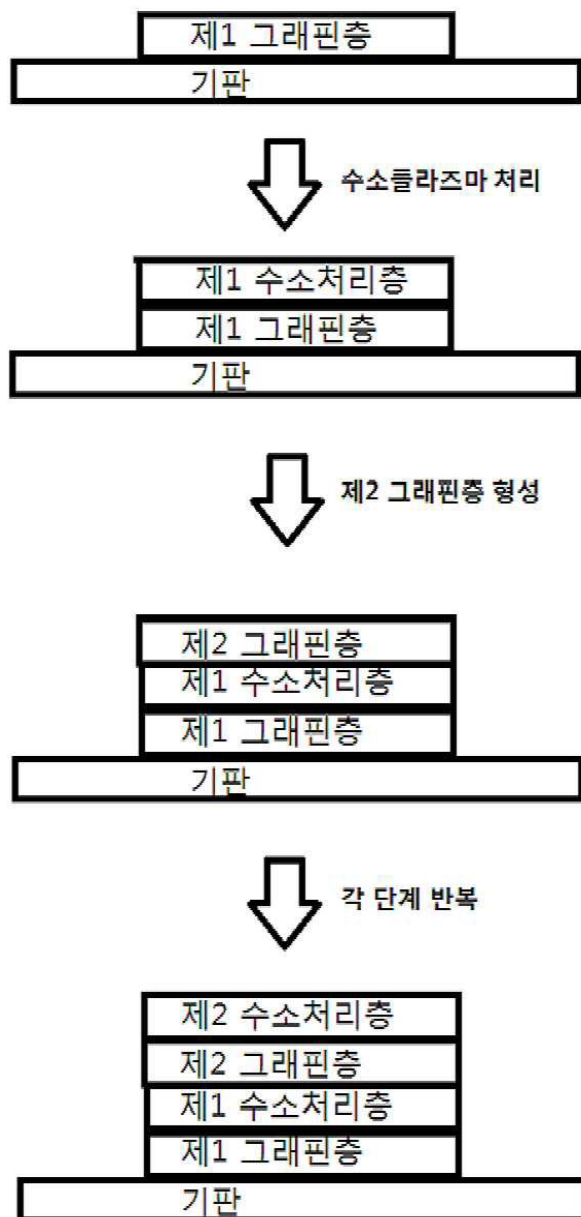 제1 그래핀층
기판
수소플라즈마 처리
제1 수소처리층
제1 그래핀층
기판
제2 그래핀층 형성
제2 그래핀층
제1 수소처리층
제1 그래핀층
기판
각 단계 반복
제2 수소처리층
제2 그래핀층
제1 수소처리층
제1 그래핀층
기판